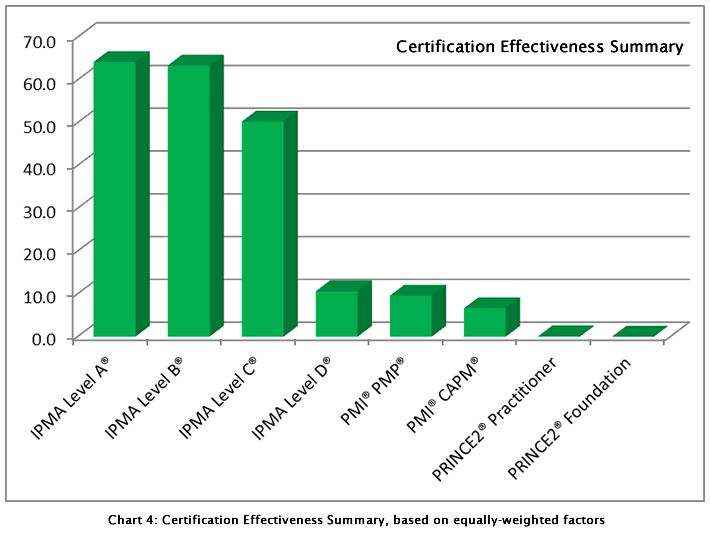 Certification Effectiveness Summary
70.0
60.0
50.0
40.0
30.0
20.0
10.0
0.0
IPMA Level A®
IPMA Level B®
IPMA Level C®
IPMA Level D®
PMI® PMP®
PMI® CAPM®
PRINCE2® Practitioner
PRINCE2® Foundation
Chart 4: Certification Effectiveness Summary, based on equally-weighted factors